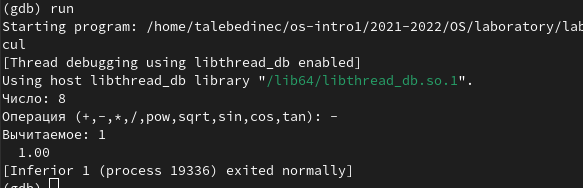 (gdb) run
Starting program: /home/talebedinec/os-intro1/2021-2022/OS/laboratory/lab
cul
[Thread debugging using libthread_db enabled]
Using host libthread_db library "/lib64/libthread_db.so.1".
Число: 8
Операция (+,-,*,/,pow,sqrt,sin,cos,tan): -
Вычитаемое: 1
  1.00
[Inferior 1 (process 19336) exited normally]
(gdb)